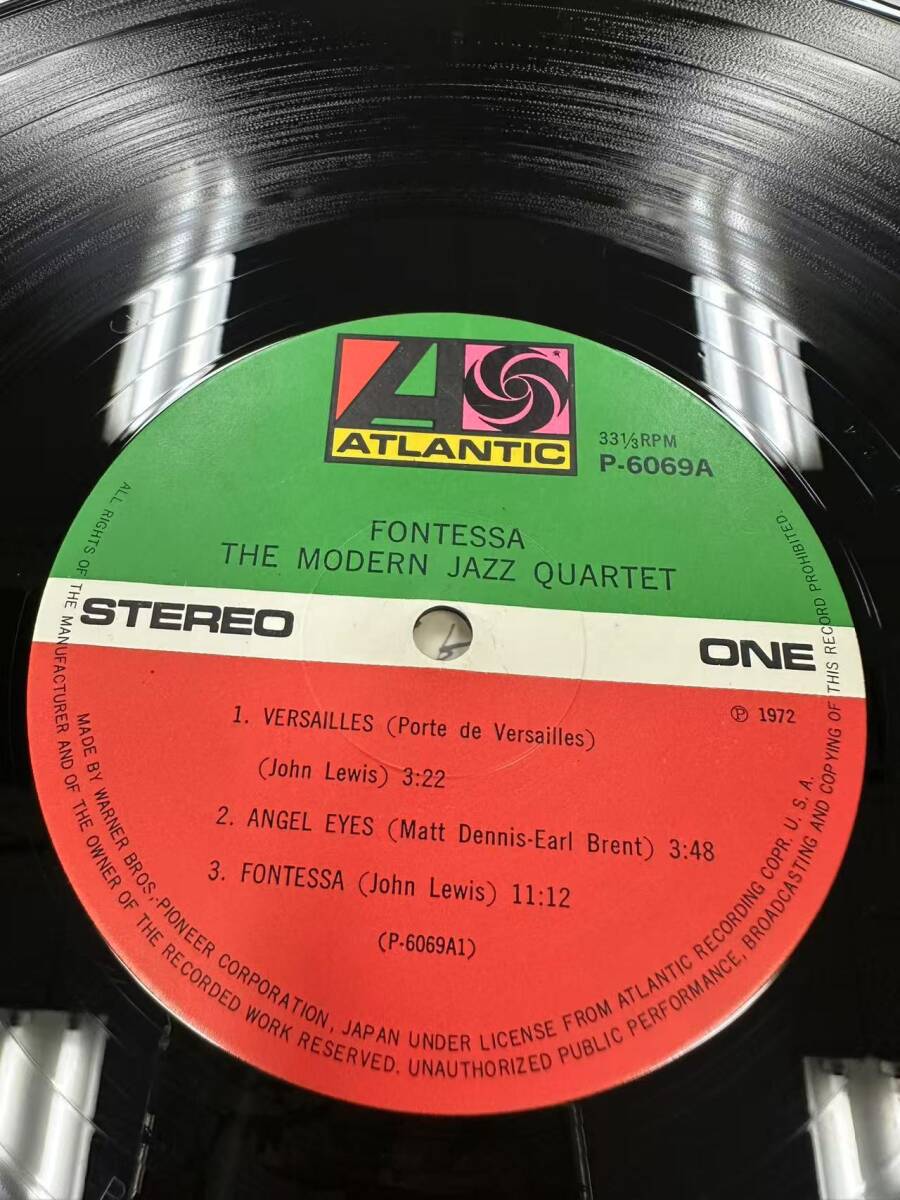 ATLANTIC
33⅓RPM
P-6069A
FONTESSA
THE MODERN JAZZ QUARTET
STEREO
ONE
℗ 1972
1. VERSAILLES (Porte de Versailles)
(John Lewis) 3:22
2. ANGEL EYES (Matt Dennis-Earl Brent) 3:48
3. FONTESSA (John Lewis) 11:12
(P-6069A1)
MADE BY WARNER BROS, PIONEER CORPORATION, JAPAN UNDER LICENSE FROM ATLANTIC RECORDING COPR. U. S. A.
ALL RIGHTS OF THE MANUFACTURER AND OF THE OWNER OF THE RECORDED WORK RESERVED. UNAUTHORIZED PUBLIC PERFORMANCE, BROADCASTING AND COPYING OF THIS RECORD PROHIBITED.